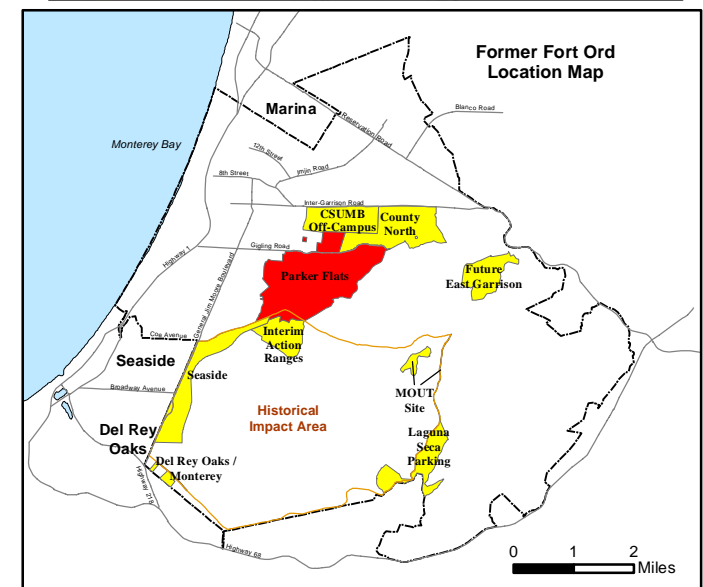 Former Fort Ord
Location Map
Marina
Blanco Road
Reservation Road
Monterey Bay
12th Street
Imjin Road
8th Street
Inter-Garrison Road
CSUMB
Off-Campus
County
North
Gigling Road
Highway 1
Parker Flats
Future
East Garrison
General Jim Moore Boulevard
Coe Avenue
Interim
Action
Ranges
Seaside
Seaside
MOUT
Site
Broadway Avenue
Historical
Impact Area
Del Rey
Oaks
Laguna
Seca
Parking
Del Rey Oaks /
Monterey
Highway 218
Highway 68
0 1 2
Miles